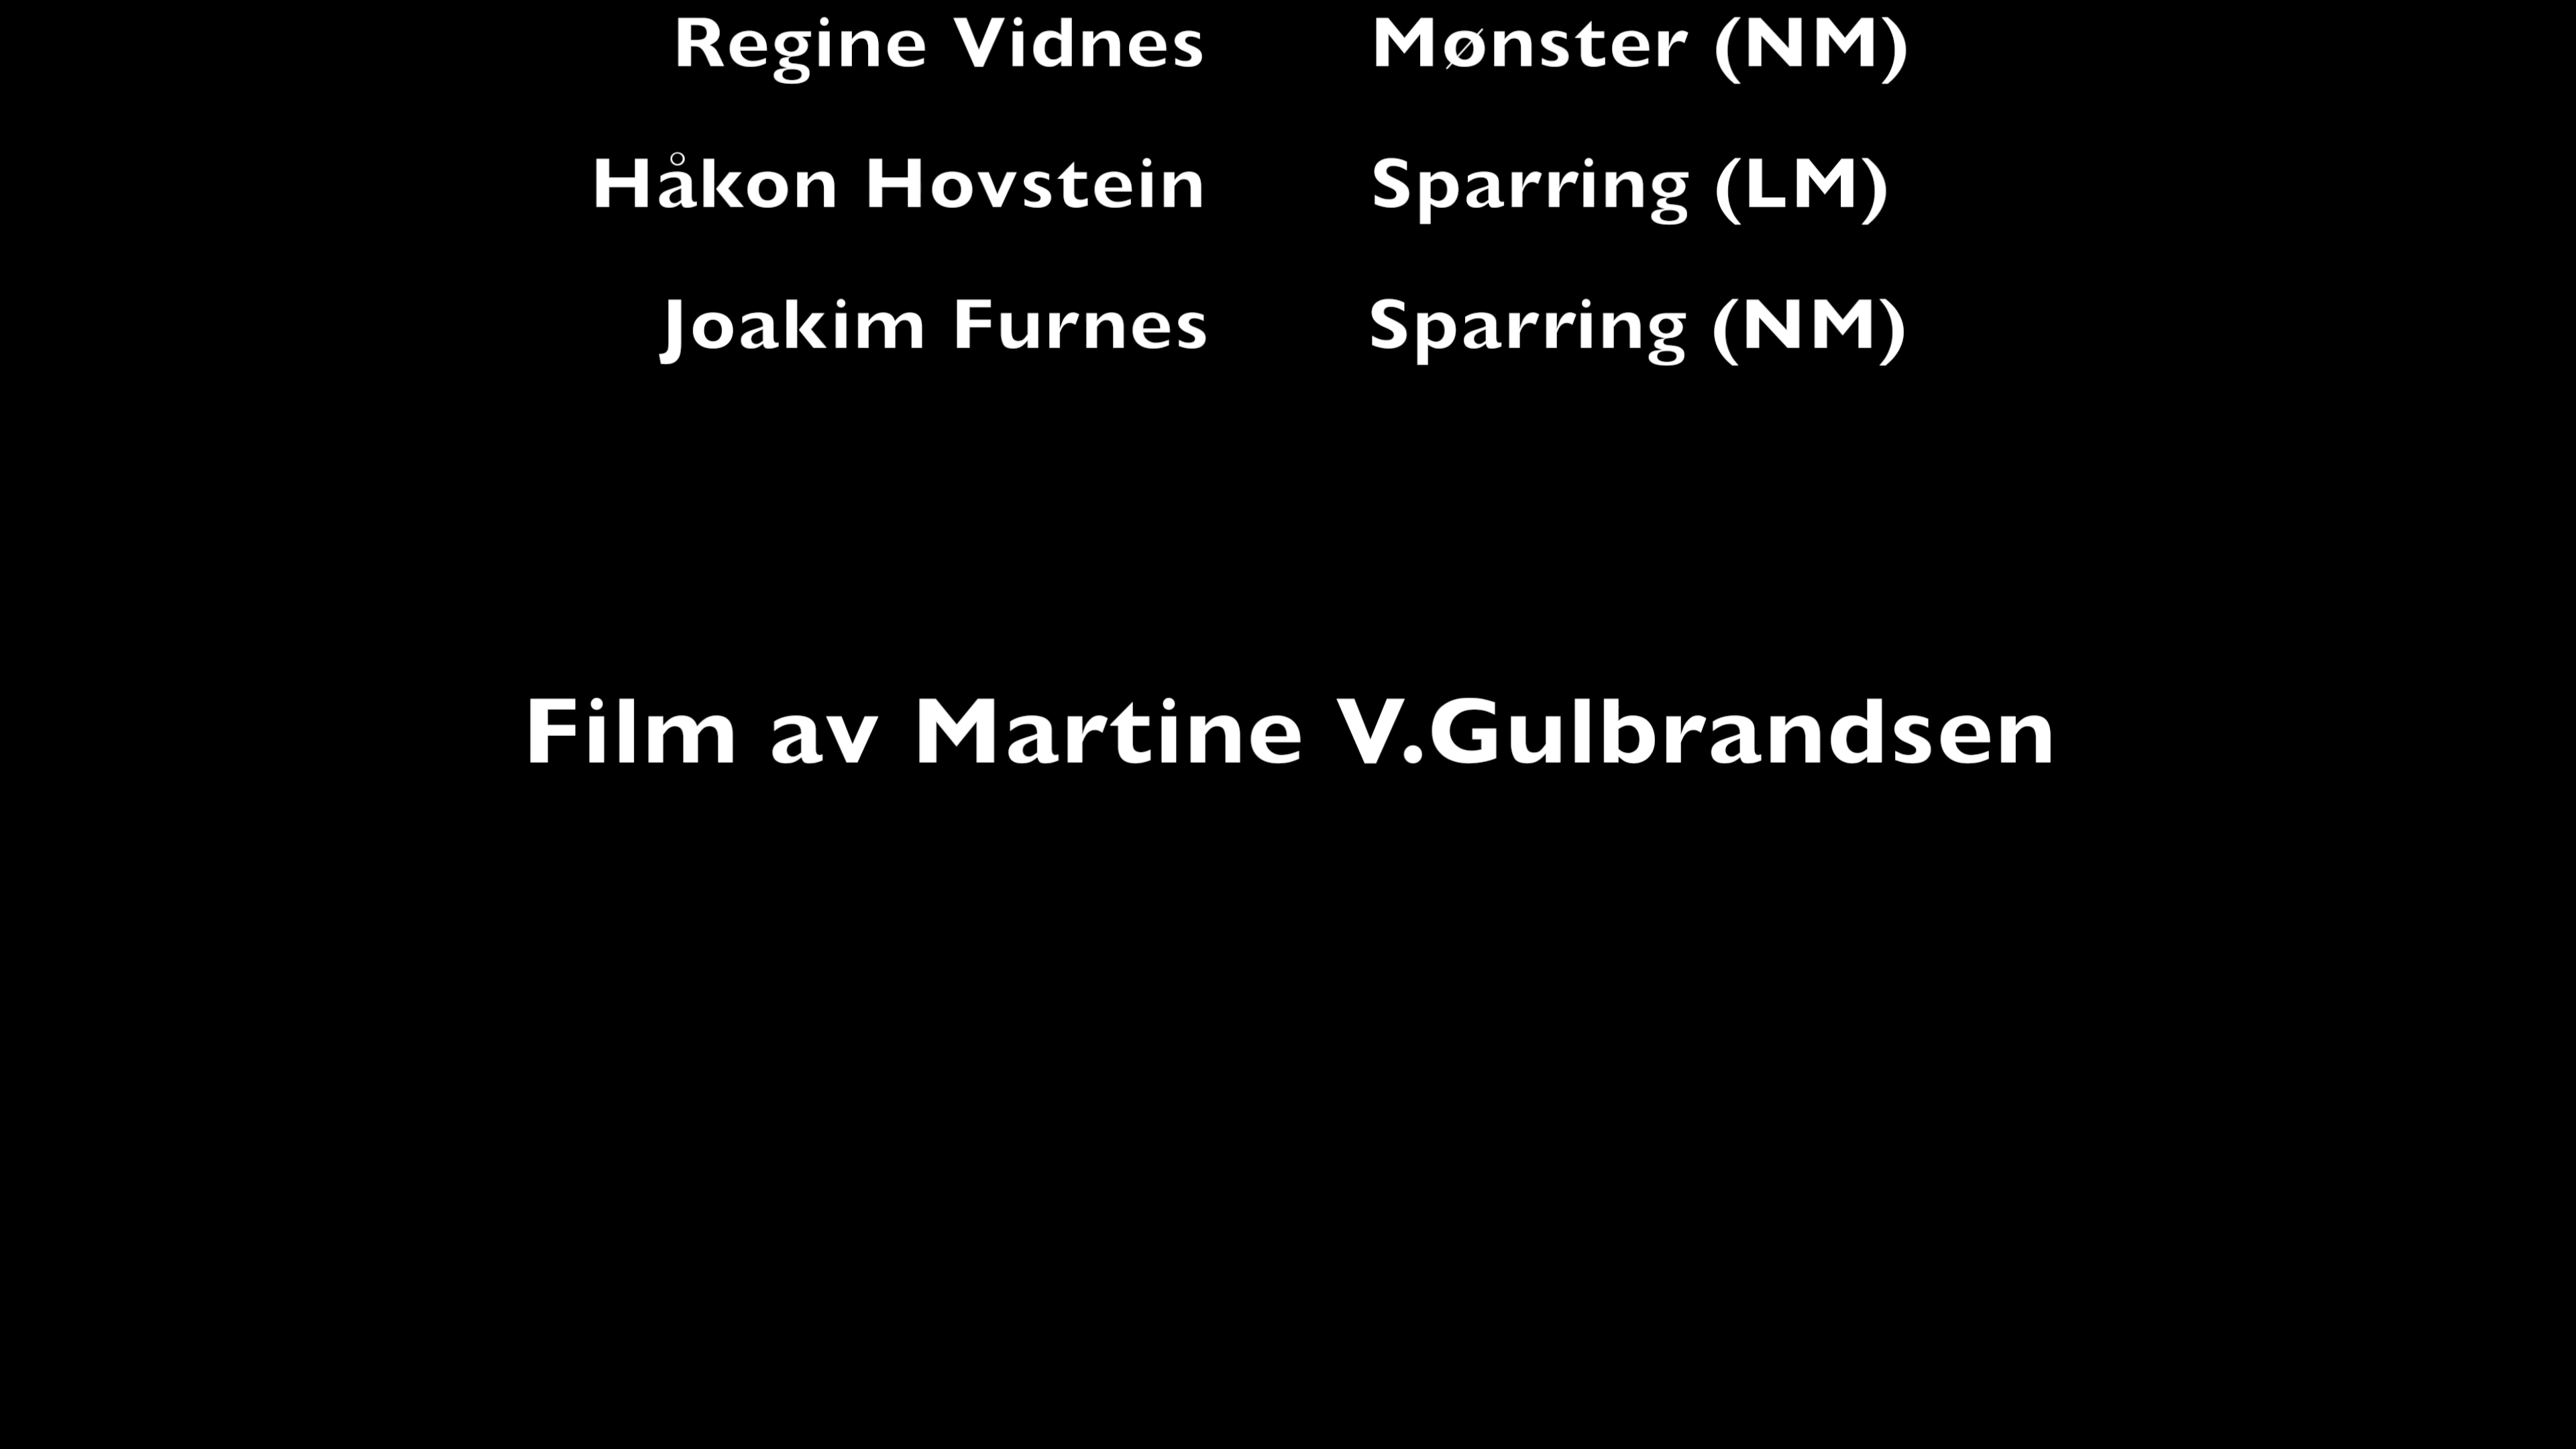 Regine Vidnes Mønster (NM)
Håkon Hovstein Sparring (LM)
Joakim Furnes Sparring (NM)
Film av Martine V.Gulbrandsen